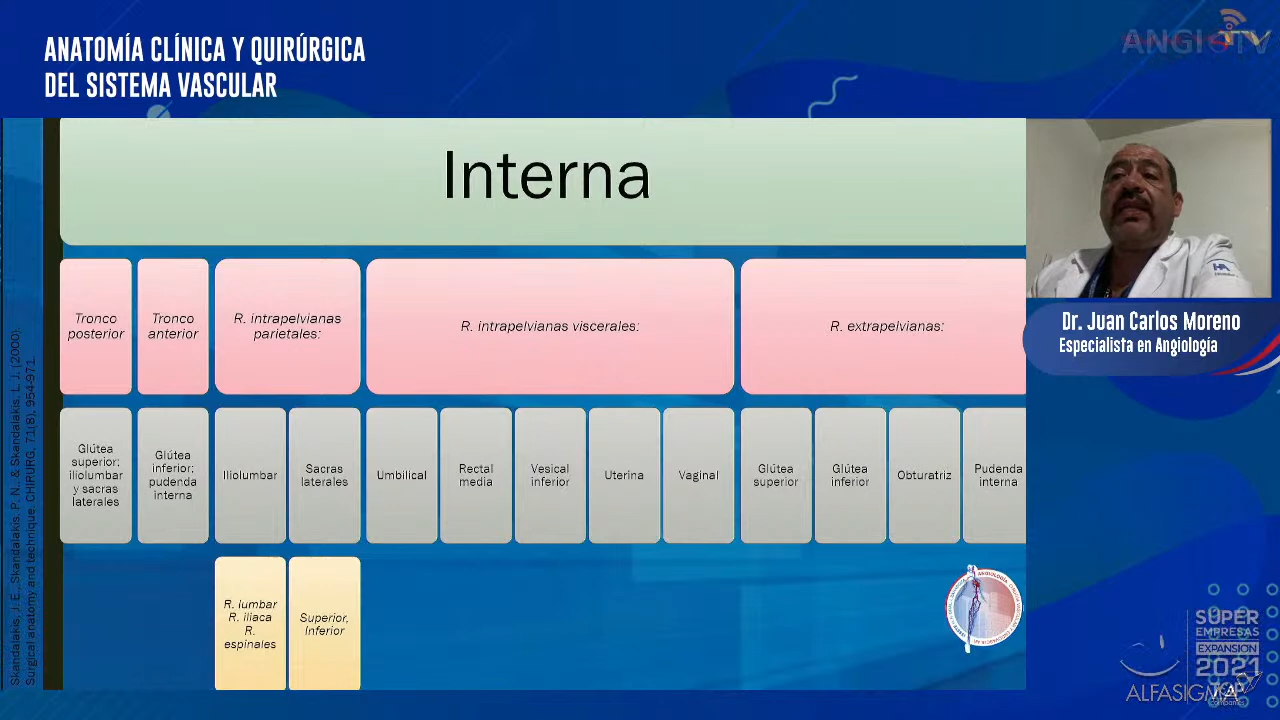 ANATOMÍA CLÍNICA Y QUIRÚRGICA
DEL SISTEMA VASCULAR
ANGIOTV
Interna
Tronco
posterior
Tronco
anterior
R. intrapelvianas
parietales:
R. intrapelvianas viscerales:
R. extrapelvianas:
Glútea
superior;
iliolumbar
y sacras
laterales
Glútea
inferior;
pudenda
interna
Iliolumbar
Sacras
laterales
Umbilical
Rectal
media
Vesical
inferior
Uterina
Vaginal
Glútea
superior
Glútea
inferior
Obturatriz
Pudenda
interna
R. lumbar
R. iliaca
R.
espinales
Superior,
Inferior
Skandalakis, J. E., Skandalakis, P. N., & Skandalakis, L. J. (2000).
Surgical anatomy and technique. CHIRURG, 71(8), 954-971.
Dr. Juan Carlos Moreno
Especialista en Angiología
SÚPER
EMPRESAS
EXPANSIÓN
2021
ALFASIGMA